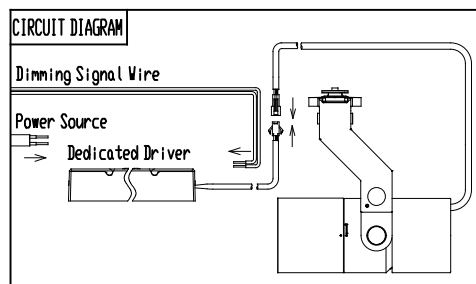 CIRCUIT DIAGRAM
Dimming Signal Wire
Power Source
Dedicated Driver